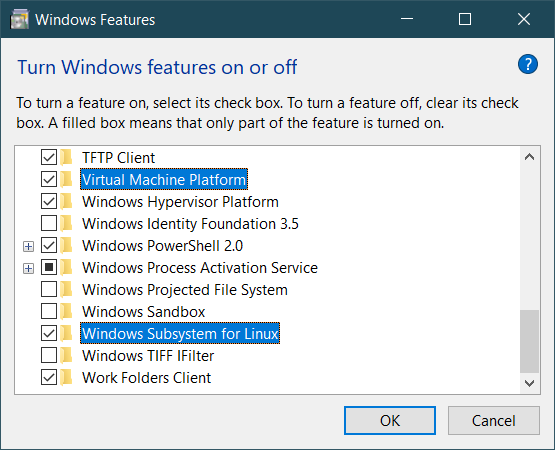 Windows Features
Turn Windows features on or off
?
To turn a feature on, select its check box. To turn a feature off, clear its check
box. A filled box means that only part of the feature is turned on.
TFTP Client
Virtual Machine Platform
Windows Hypervisor Platform
Windows Identity Foundation 3.5
Windows PowerShell 2.0
Windows Process Activation Service
Windows Projected File System
Windows Sandbox
Windows Subsystem for Linux
Windows TIFF IFilter
Work Folders Client
OK
Cancel